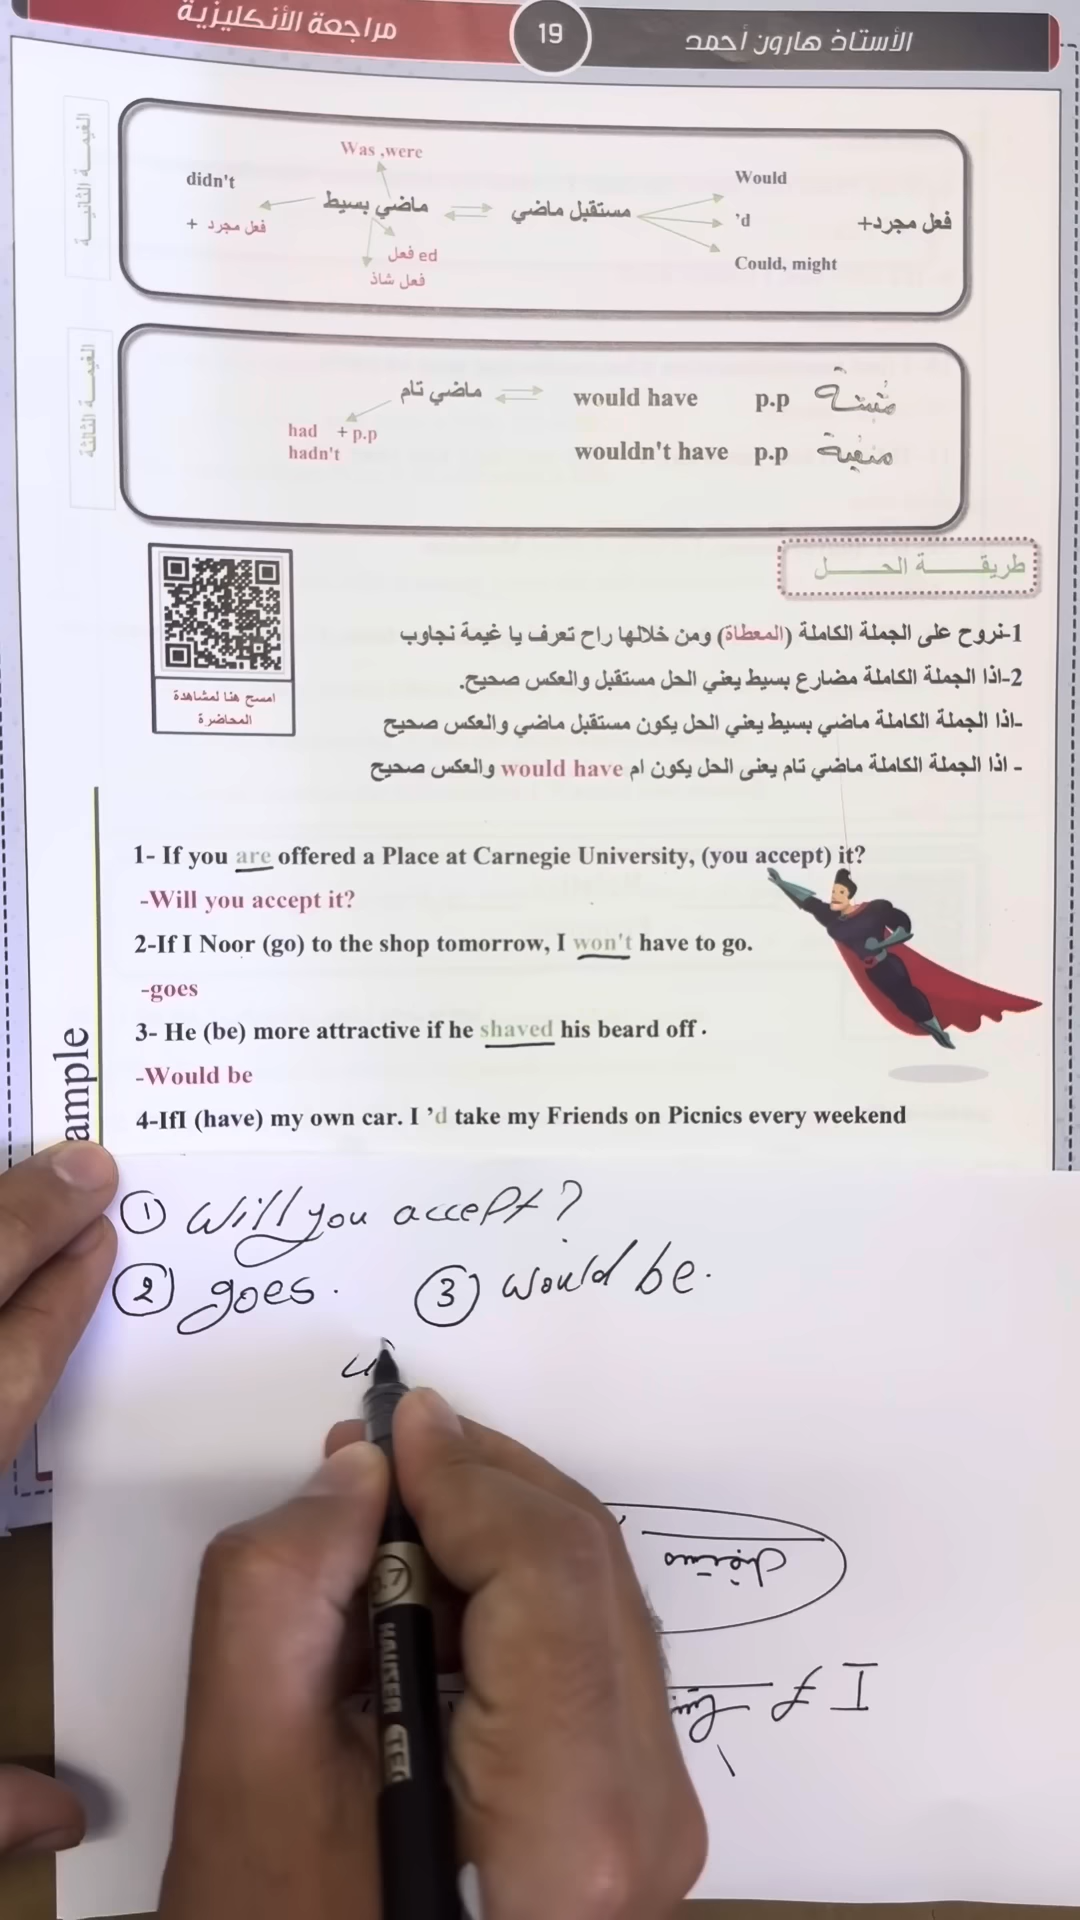 مراجعة الأنكليزية
19
الأستاذ هارون أحمد
الغيمة الثانية
Was ,were
didn't
+ فعل مجرد
ماضي بسيط
فعل ed
فعل شاذ
مستقبل ماضي
Would
'd
Could, might
فعل مجرد+
الغيمة الثالثة
ماضي تام
had + p.p
hadn't
would have p.p مثبتة
wouldn't have p.p منفية
طريقة الحل
امسح هنا لمشاهدة
المحاضرة
1-نروح على الجملة الكاملة (المعطاة) ومن خلالها راح تعرف يا غيمة نجاوب
2-اذا الجملة الكاملة مضارع بسيط يعني الحل مستقبل والعكس صحيح.
-اذا الجملة الكاملة ماضي بسيط يعني الحل يكون مستقبل ماضي والعكس صحيح
- اذا الجملة الكاملة ماضي تام يعني الحل يكون ام would have والعكس صحيح
ample
1- If you are offered a Place at Carnegie University, (you accept) it?
-Will you accept it?
2-If I Noor (go) to the shop tomorrow, I won't have to go.
-goes
3- He (be) more attractive if he shaved his beard off .
-Would be
4-IfI (have) my own car. I 'd take my Friends on Picnics every weekend
① Will you accept?
② goes. ③ would be.
If